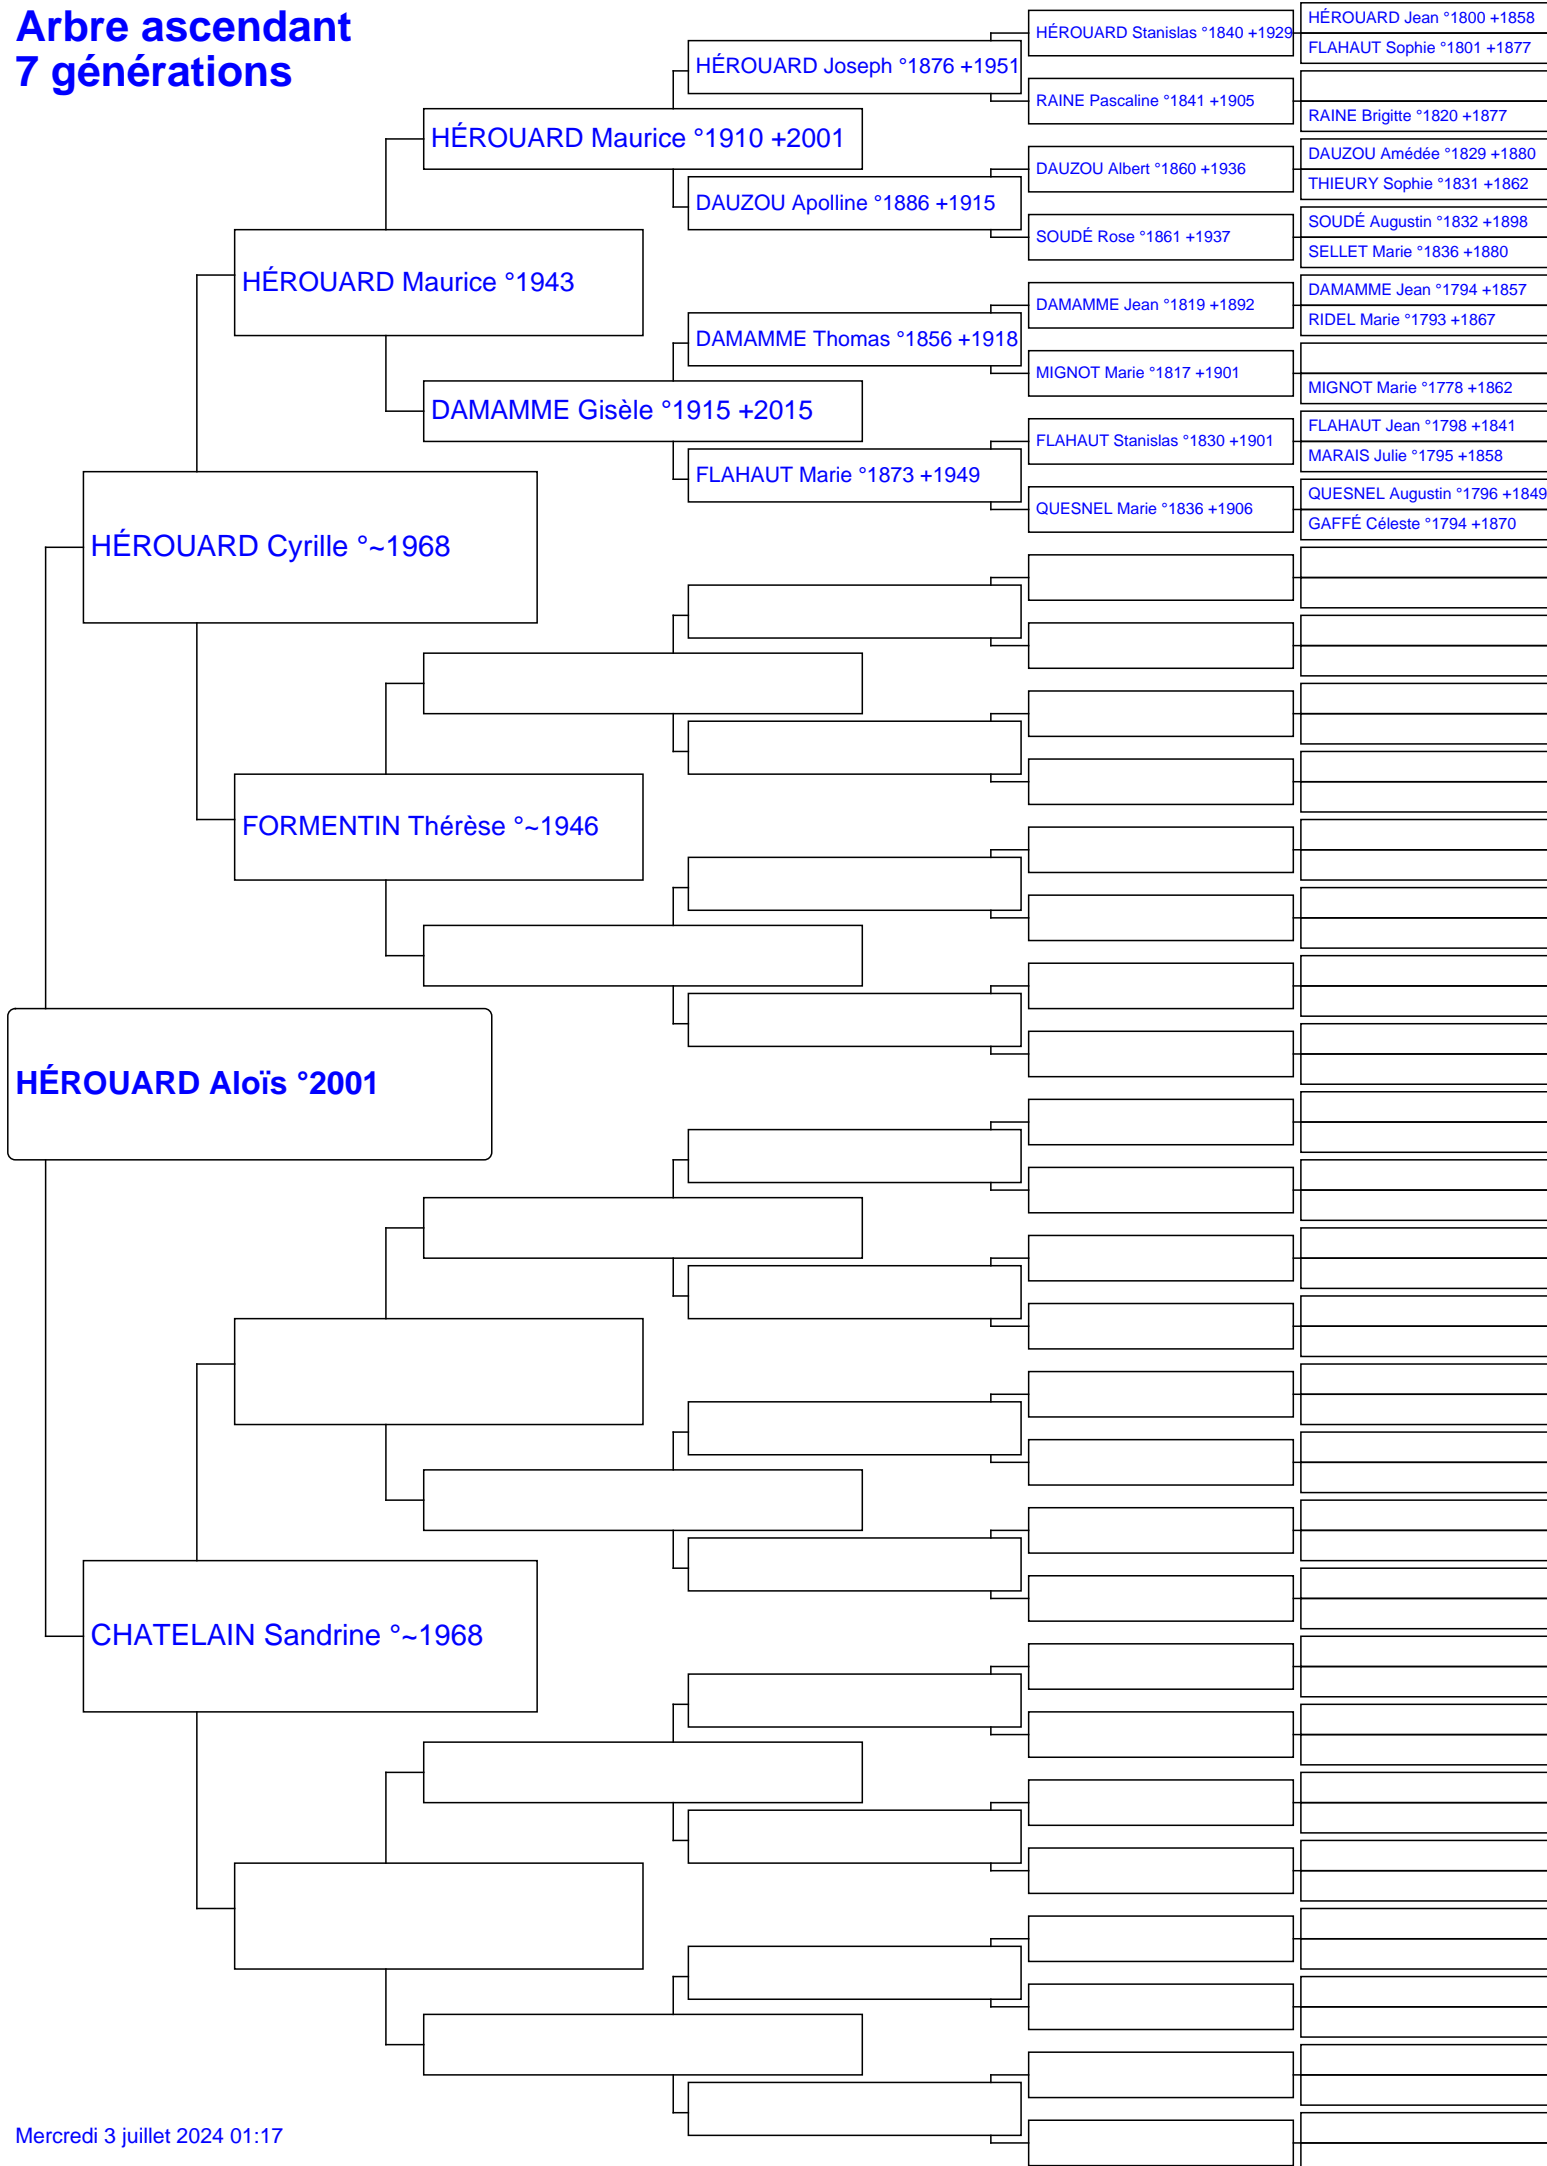 Arbre ascendant
7 générations
HÉROUARD Jean °1800 +1858
HÉROUARD Stanislas °1840 +1929
FLAHAUT Sophie °1801 +1877
HÉROUARD Joseph °1876 +1951
RAINE Pascaline °1841 +1905
RAINE Brigitte °1820 +1877
HÉROUARD Maurice °1910 +2001
DAUZOU Amédée °1829 +1880
DAUZOU Albert °1860 +1936
THIEURY Sophie °1831 +1862
DAUZOU Apolline °1886 +1915
SOUDÉ Augustin °1832 +1898
SOUDÉ Rose °1861 +1937
SELLET Marie °1836 +1880
HÉROUARD Maurice °1943
DAMAMME Jean °1794 +1857
DAMAMME Jean °1819 +1892
RIDEL Marie °1793 +1867
DAMAMME Thomas °1856 +1918
MIGNOT Marie °1817 +1901
MIGNOT Marie °1778 +1862
DAMAMME Gisèle °1915 +2015
FLAHAUT Jean °1798 +1841
FLAHAUT Stanislas °1830 +1901
MARAIS Julie °1795 +1858
FLAHAUT Marie °1873 +1949
QUESNEL Augustin °1796 +1849
QUESNEL Marie °1836 +1906
GAFFÉ Céleste °1794 +1870
HÉROUARD Cyrille °~1968
FORMENTIN Thérèse °~1946
HÉROUARD Aloïs °2001
CHATELAIN Sandrine °~1968
Mercredi 3 juillet 2024 01:17